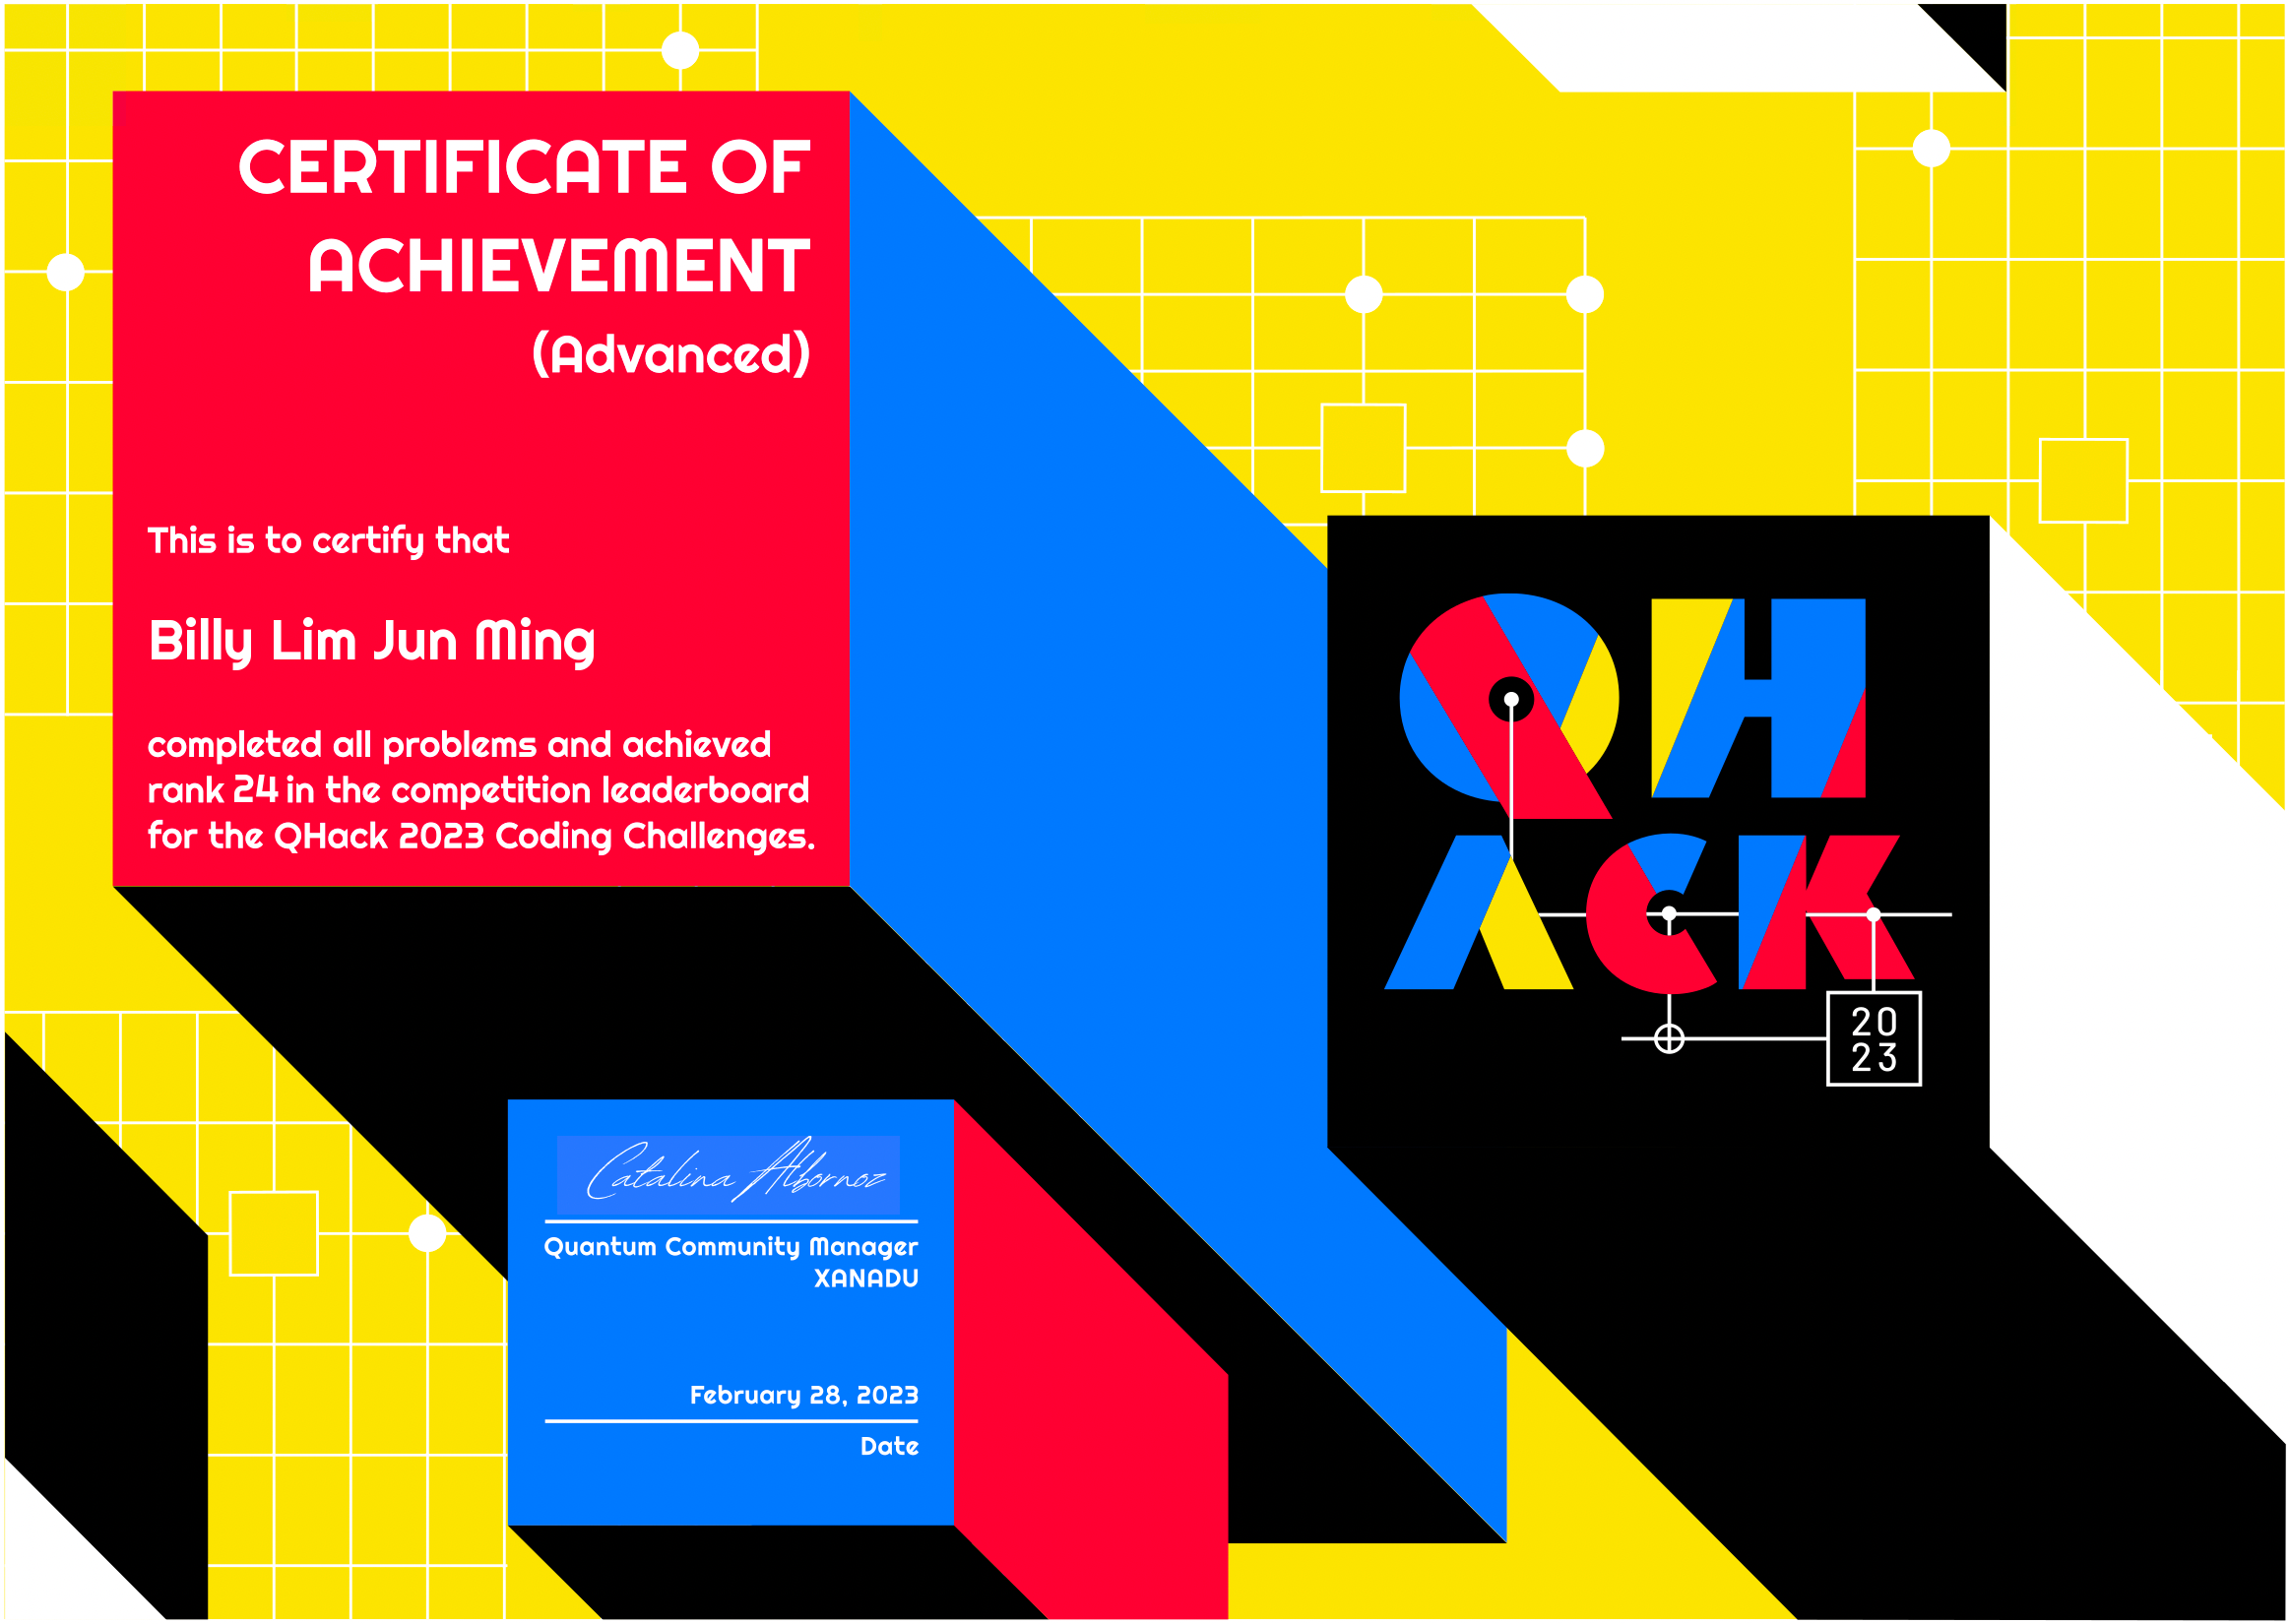 CERTIFICATE OF
ACHIEVEMENT
(Advanced)
This is to certify that
Billy Lim Jun Ming
completed all problems and achieved
rank 24 in the competition leaderboard
for the QHack 2023 Coding Challenges.
QH
ACK
20
23
Catalina Albornoz
Quantum Community Manager
XANADU
February 28, 2023
Date